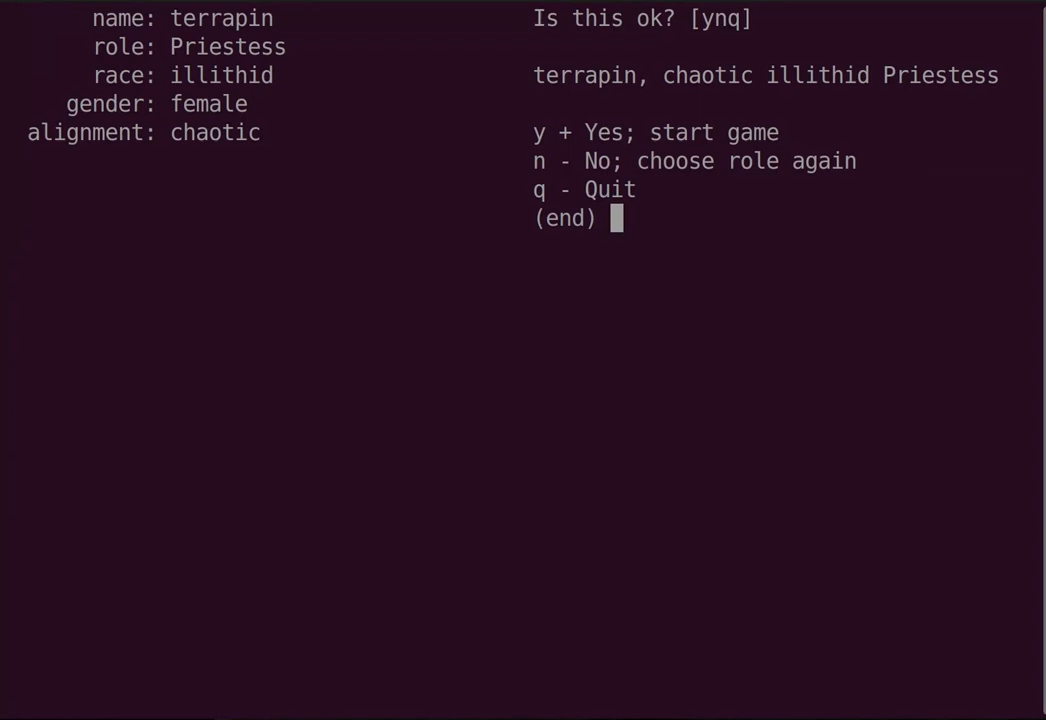 name: terrapin
role: Priestess
race: illithid
gender: female
alignment: chaotic
Is this ok? [ynq]
terrapin, chaotic illithid Priestess
y + Yes; start game
n - No; choose role again
q - Quit
(end)